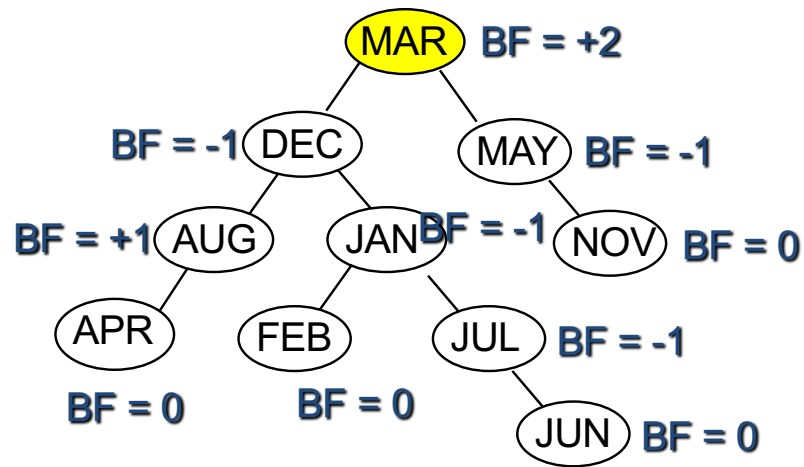 MAR BF = +2
BF = -1 DEC MAY BF = -1
BF = +1 AUG JAN BF = -1 NOV BF = 0
APR FEB JUL BF = -1
BF = 0 BF = 0
JUN BF = 0